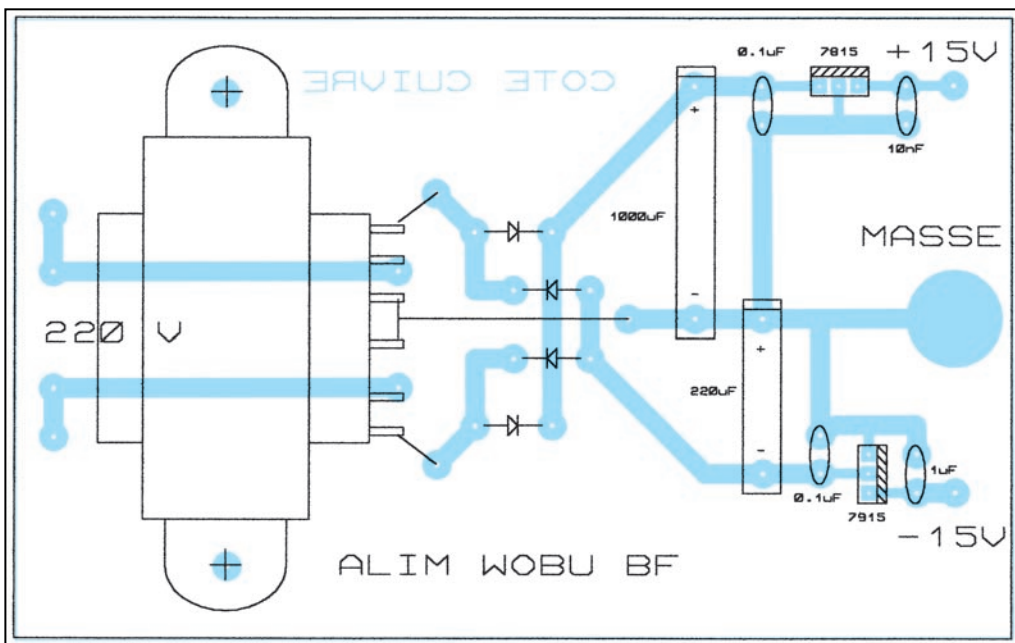 0.1uF
7815
+15V
COTE CUIVRE
10nF
1000uF
+
-
MASSE
220 V
+
220uF
-
0.1uF
7915
1uF
-15V
ALIM WOBU BF